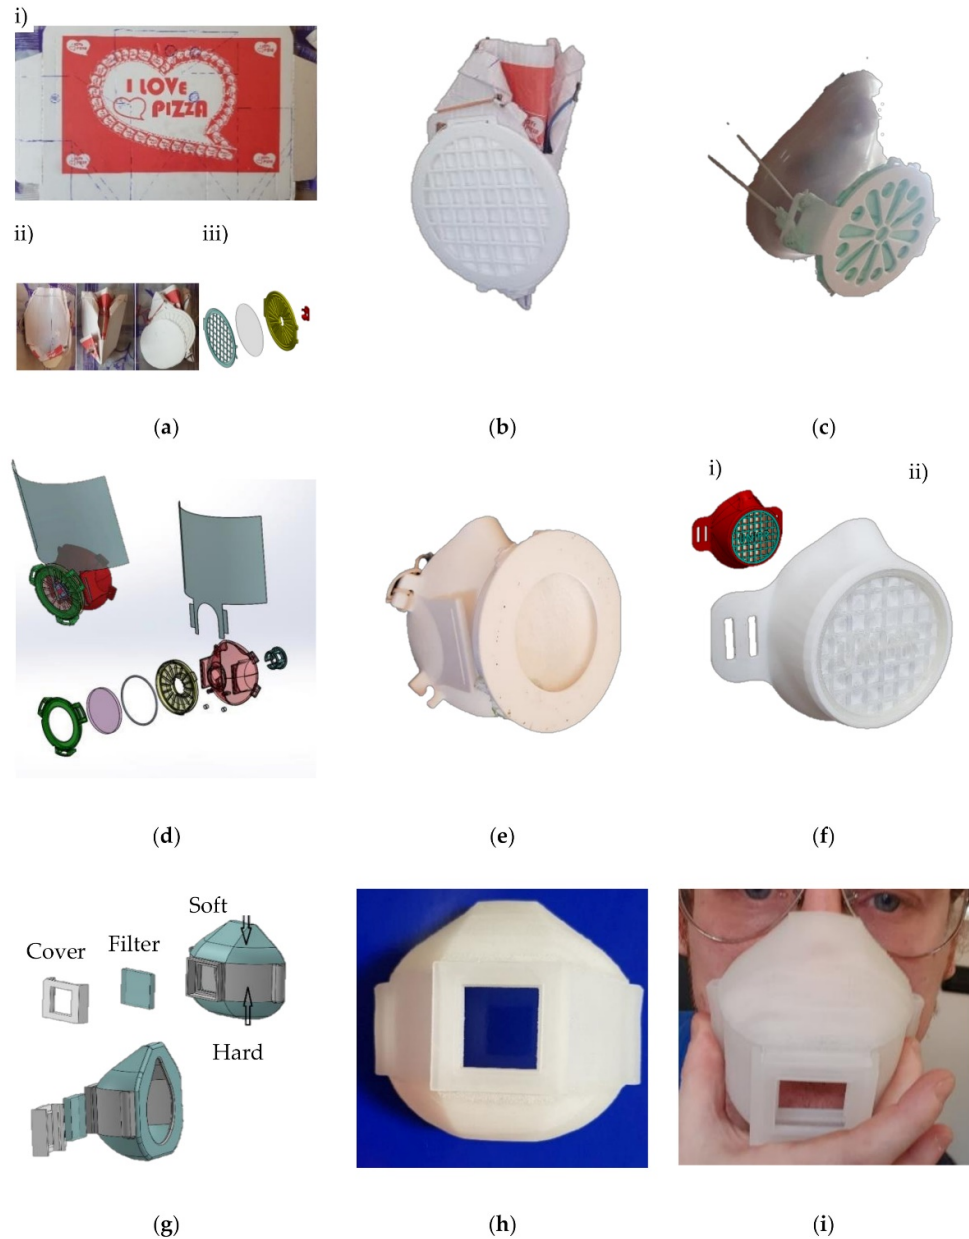 i)
I LOVE
PIZZA
ii)
iii)
(a)
(b)
(c)
i)
ii)
(d)
(e)
(f)
Soft
Cover
Filter
Hard
(g)
(h)
(i)